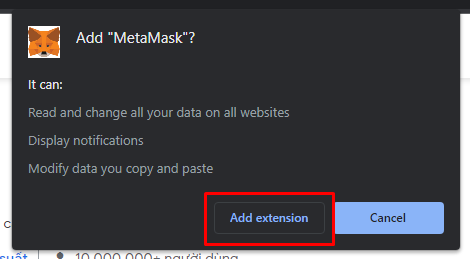 Add "MetaMask"?
It can:
Read and change all your data on all websites
Display notifications
Modify data you copy and paste
Add extension
Cancel
suất
10.000.000+ người dùng